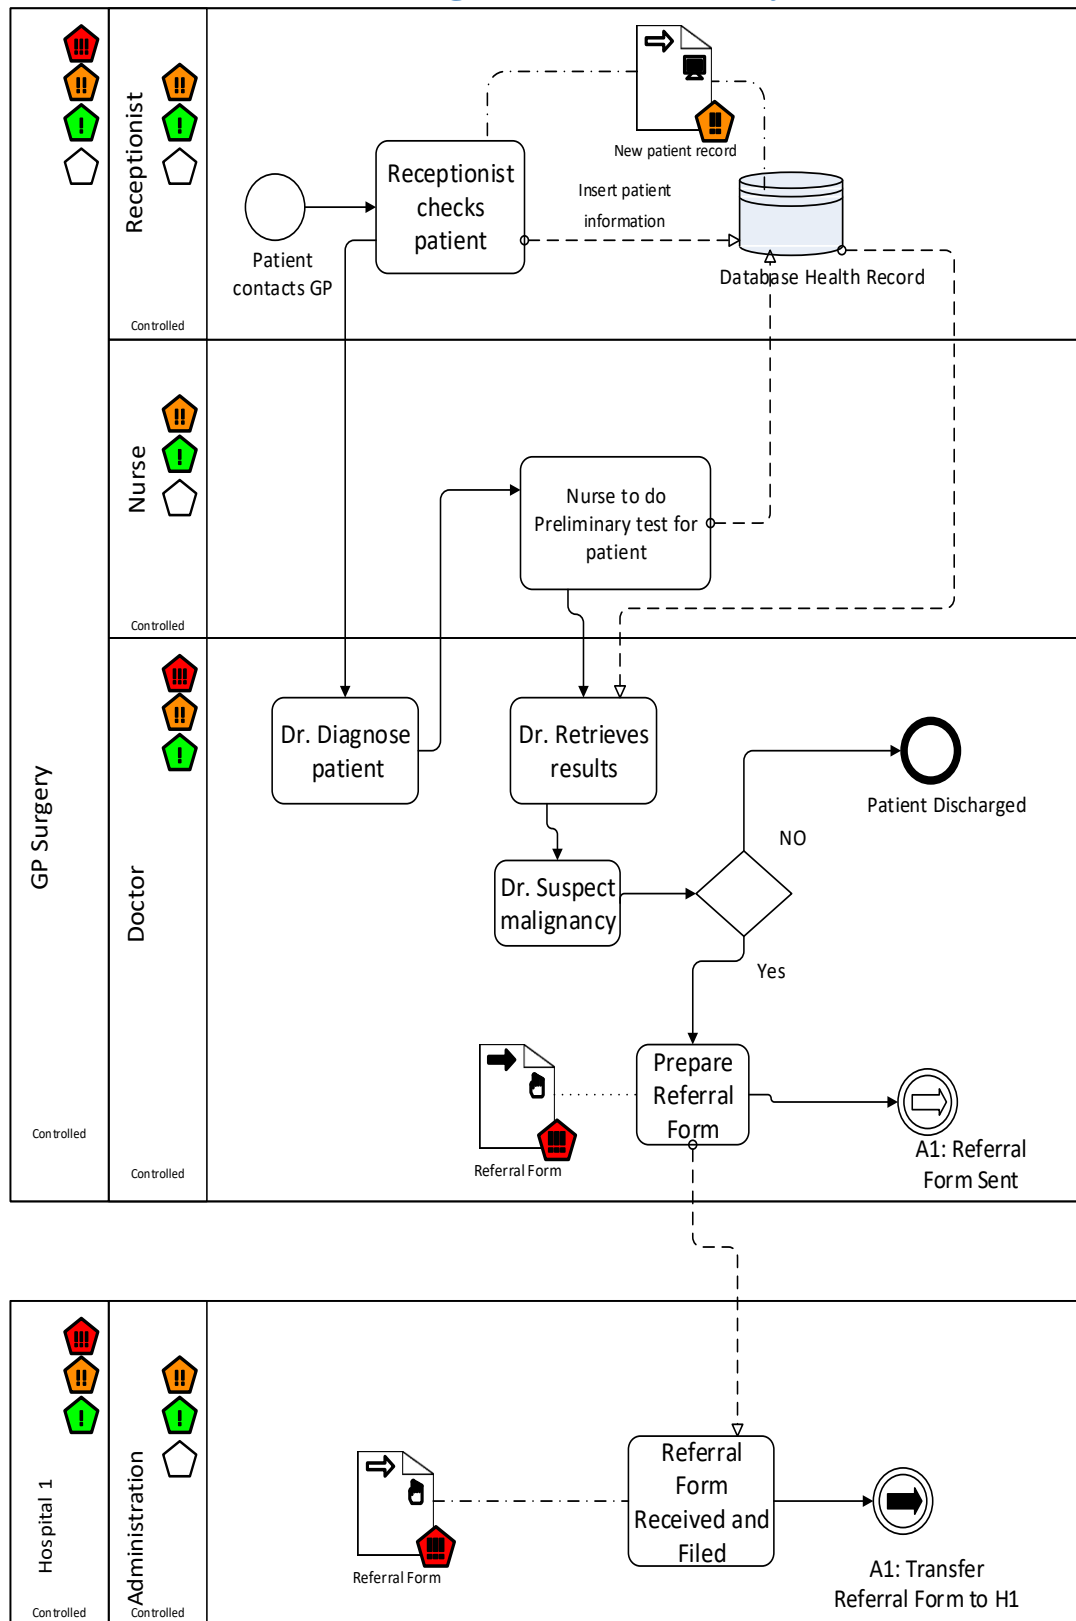 Receptionist
Controlled
Patient
contacts GP
Receptionist
checks
patient
New patient record
Insert patient
information
Database Health Record
Nurse
Controlled
Nurse to do
Preliminary test for
patient
GP Surgery
Controlled
Doctor
Controlled
Dr. Diagnose
patient
Dr. Retrieves
results
Dr. Suspect
malignancy
NO
Patient Discharged
Yes
Prepare
Referral
Form
Referral Form
A1: Referral
Form Sent
Hospital 1
Controlled
Administration
Controlled
Referral Form
Referral
Form
Received and
Filed
A1: Transfer
Referral Form to H1